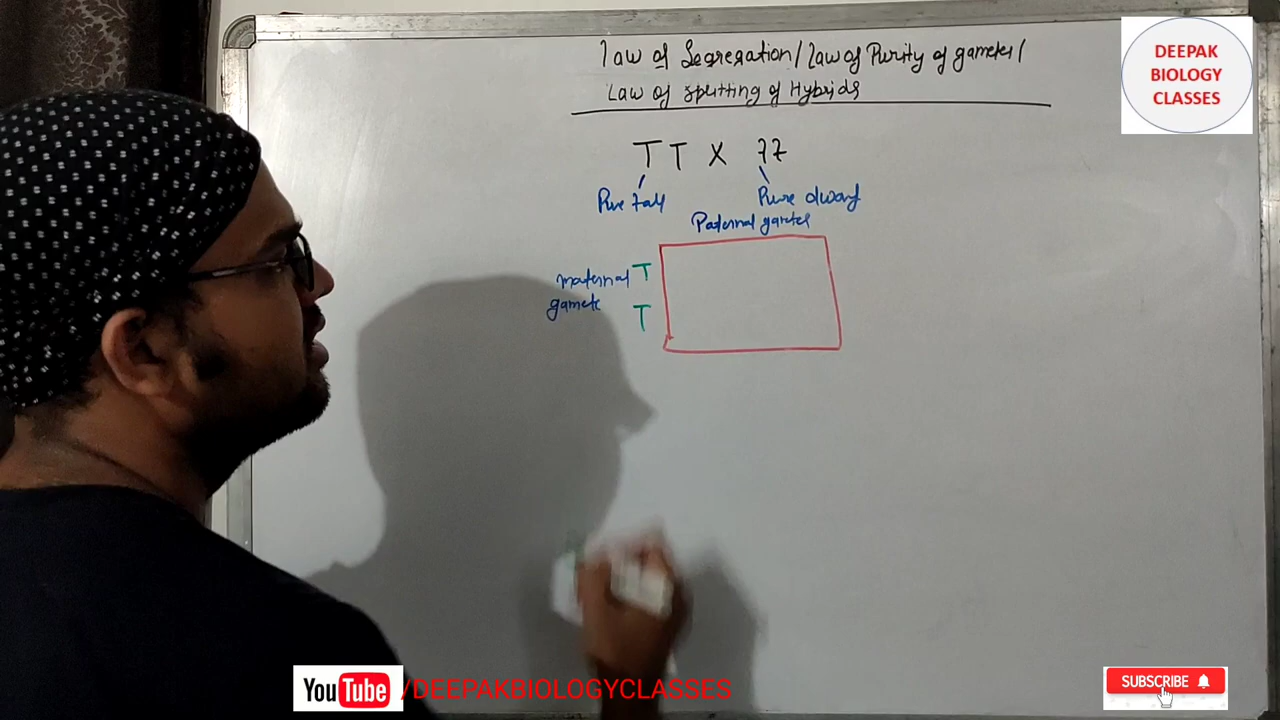 Law of Segregation/Law of Purity of gametes/
Law of splitting of Hybrids
DEEPAK
BIOLOGY
CLASSES
T T X t t
Pure tall
Pure dwarf
Paternal gametes
maternal T
gamete T
YouTube /DEEPAKBIOLOGYCLASSES
SUBSCRIBE